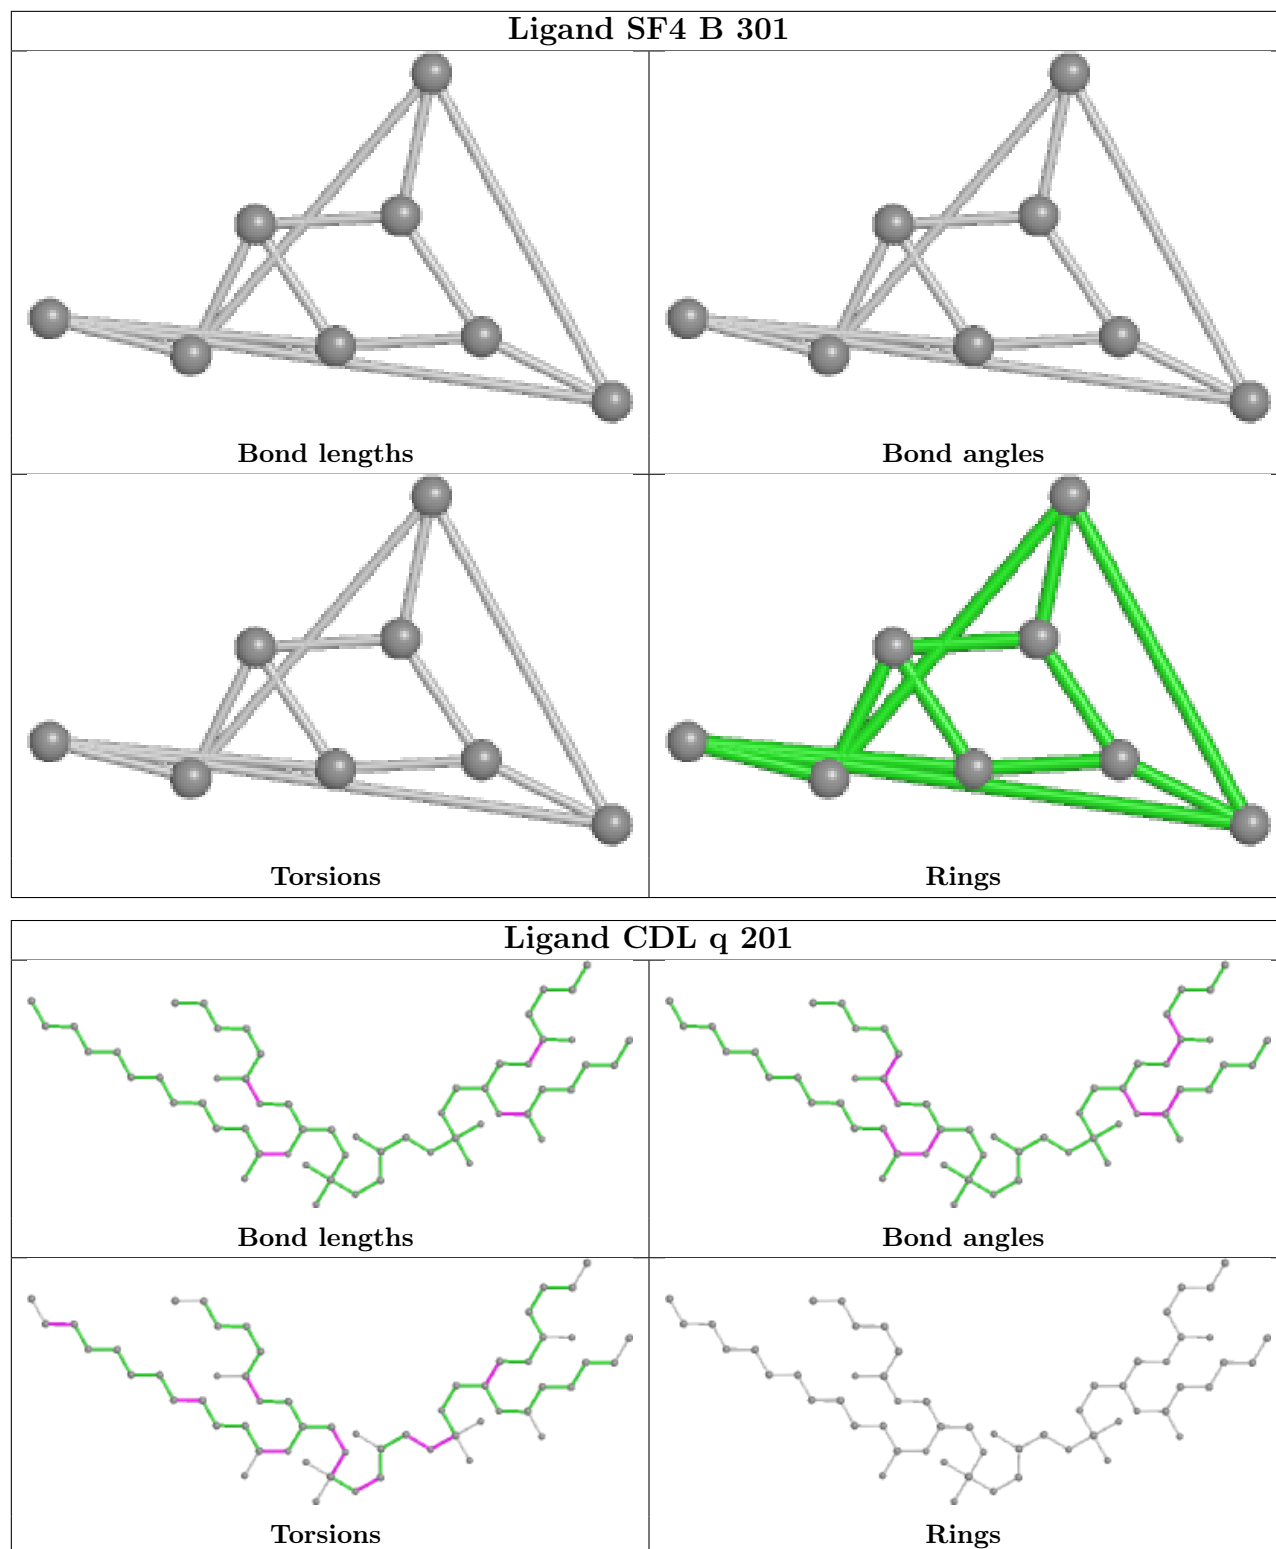 Ligand SF4 B 301
Bond lengths
Bond angles
Torsions
Rings
Ligand CDL q 201
Bond lengths
Bond angles
Torsions
Rings